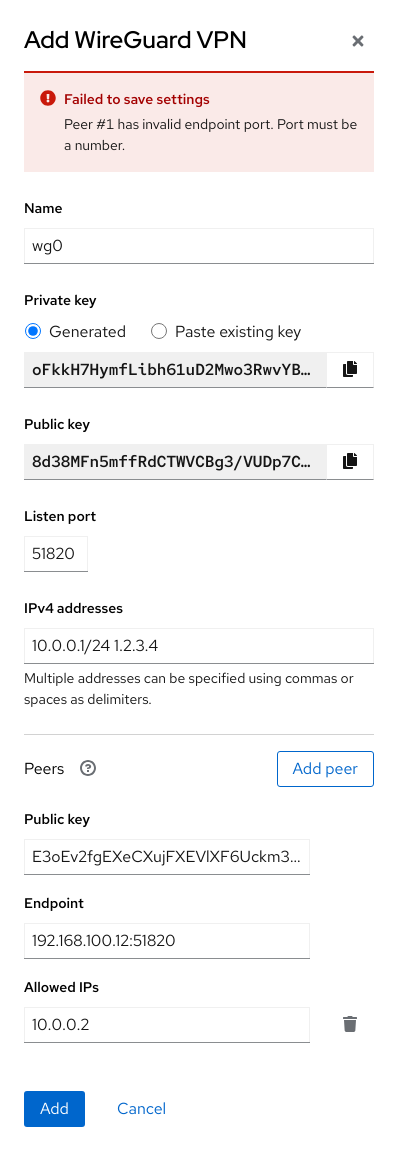 Add WireGuard VPN
Failed to save settings
Peer #1 has invalid endpoint port. Port must be
a number.
Name
wg0
Private key
Generated
Paste existing key
oFkkH7HymfLibh61uD2Mwo3RwvYB…
Public key
8d38MFn5mffRdCTWVCBg3/VUDp7C…
Listen port
51820
IPv4 addresses
10.0.0.1/24 1.2.3.4
Multiple addresses can be specified using commas or
spaces as delimiters.
Peers
Add peer
Public key
E3oEv2fgEXeCXujFXEVlXF6Uckm3…
Endpoint
192.168.100.12:51820
Allowed IPs
10.0.0.2
Add
Cancel